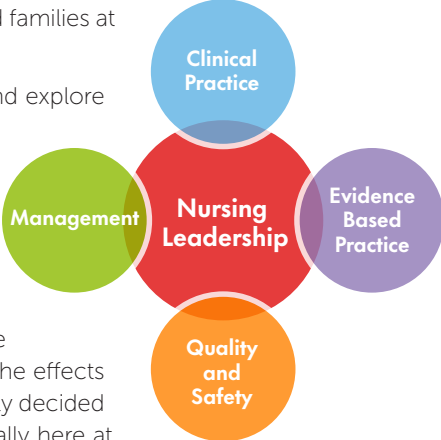 d families at
nd explore
Clinical
Practice
Management
Nursing
Leadership
Evidence
Based
Practice
Quality
and
Safety
e
he effects
y decided
ally here at